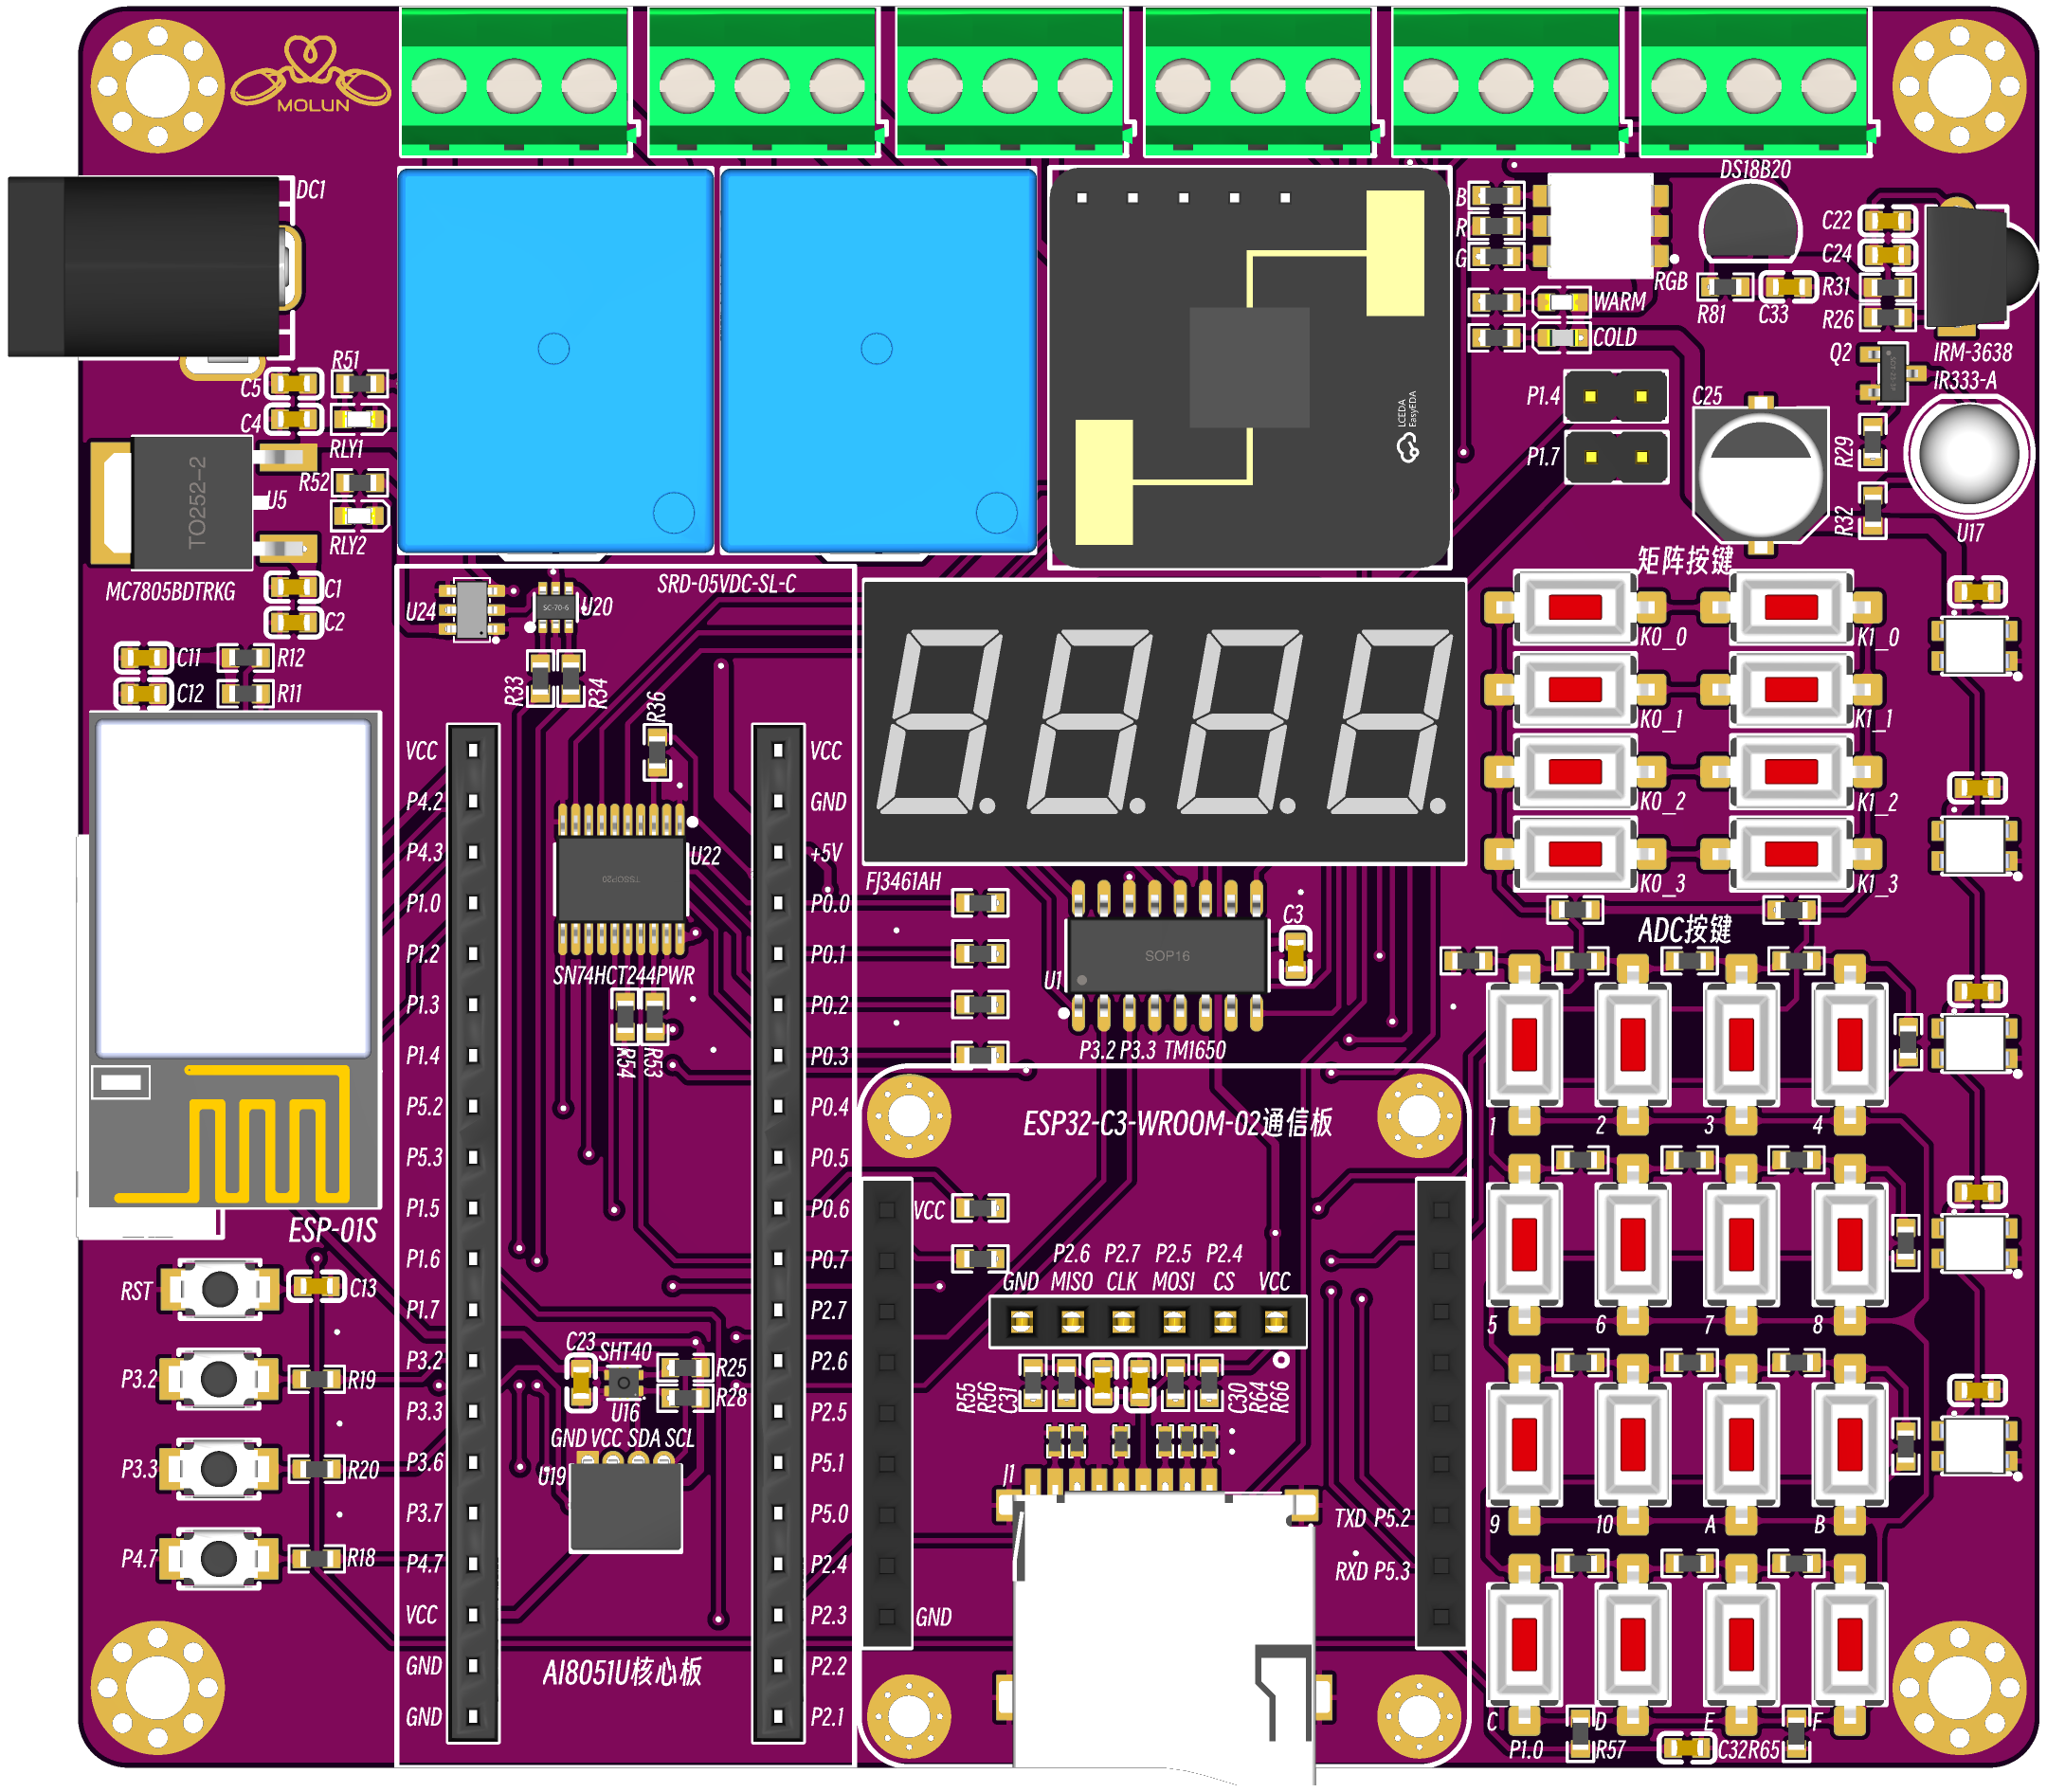 MOLUN
DC1
B
R
G
RGB
WARM
COLD
DS18B20
R81
C33
C22
C24
R31
R26
IRM-3638
Q2
IR333-A
R29
R32
U17
P1.4
P1.7
C25
LCEDA
EasyEDA
R51
C5
C4
RLY1
R52
RLY2
TO252-2
U5
MC7805BDTRKG
C1
C2
C11
R12
C12
R11
ESP-01S
RST
C13
P3.2
R19
P3.3
R20
P4.7
R18
SRD-05VDC-SL-C
U24
SC-70-6
U20
R33
R34
R36
VCC
P4.2
P4.3
P1.0
P1.2
P1.3
P1.4
P5.2
P5.3
P1.5
P1.6
P1.7
P3.2
P3.3
P3.6
P3.7
P4.7
VCC
GND
GND
TSSOP20
U22
SN74HCT244PWR
R54
R53
C23
SHT40
R25
R28
U16
GND VCC SDA SCL
U19
AI8051U核心板
VCC
GND
+5V
P0.0
P0.1
P0.2
P0.3
P0.4
P0.5
P0.6
P0.7
P2.7
P2.6
P2.5
P5.1
P5.0
P2.4
P2.3
P2.2
P2.1
FJ3461AH
SOP16
U1
C3
P3.2 P3.3 TM1650
ESP32-C3-WROOM-02通信板
VCC
P2.6 P2.7 P2.5 P2.4
GND MISO CLK MOSI CS VCC
R55
R56
C31
C30
R64
R66
J1
TXD P5.2
RXD P5.3
GND
矩阵按键
K0_0
K1_0
K0_1
K1_1
K0_2
K1_2
K0_3
K1_3
ADC按键
1 2 3 4
5 6 7 8
9 10 A B
C D E F
P1.0
R57
C32
R65